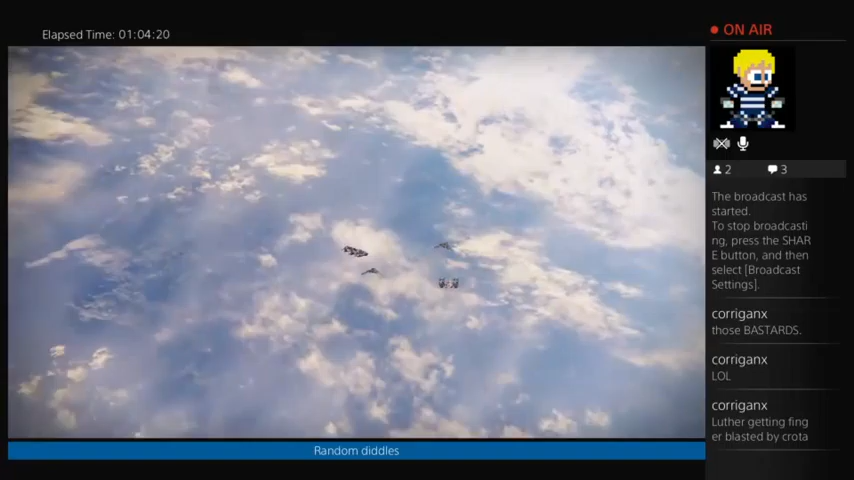 Elapsed Time: 01:04:20
ON AIR
2
3
The broadcast has
started.
To stop broadcasti
ng, press the SHAR
E button, and then
select [Broadcast
Settings].
corriganx
those BASTARDS.
corriganx
LOL
corriganx
Luther getting fing
er blasted by crota
Random diddles